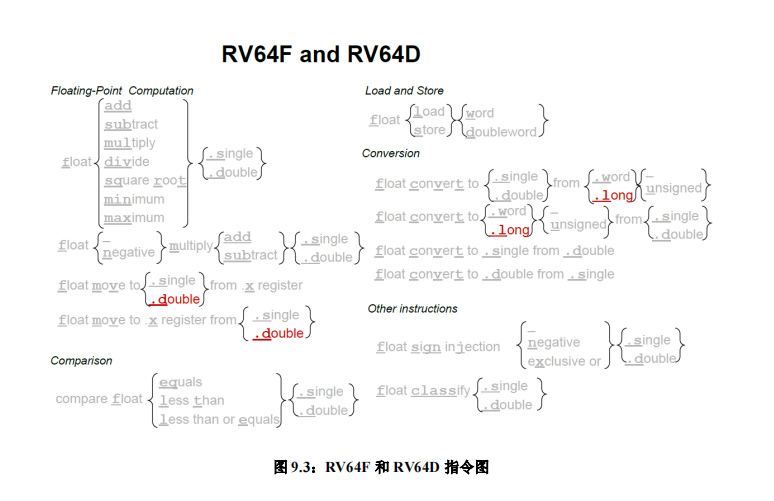 RV64F and RV64D
Floating-Point Computation
float
add
subtract
multiply
divide
square root
minimum
maximum
.single
.double
float
–
negative
multiply
add
subtract
.single
.double
float move to
.single
.double
from .x register
float move to .x register from
.single
.double
Comparison
compare float
equals
less than
less than or equals
.single
.double
Load and Store
float
load
store
word
doubleword
Conversion
float convert to
.single
.double
from
.word
.long
–
unsigned
float convert to
.word
.long
–
unsigned
from
.single
.double
float convert to .single from .double
float convert to .double from .single
Other instructions
float sign injection
–
negative
exclusive or
.single
.double
float classify
.single
.double
图 9.3：RV64F 和 RV64D 指令图